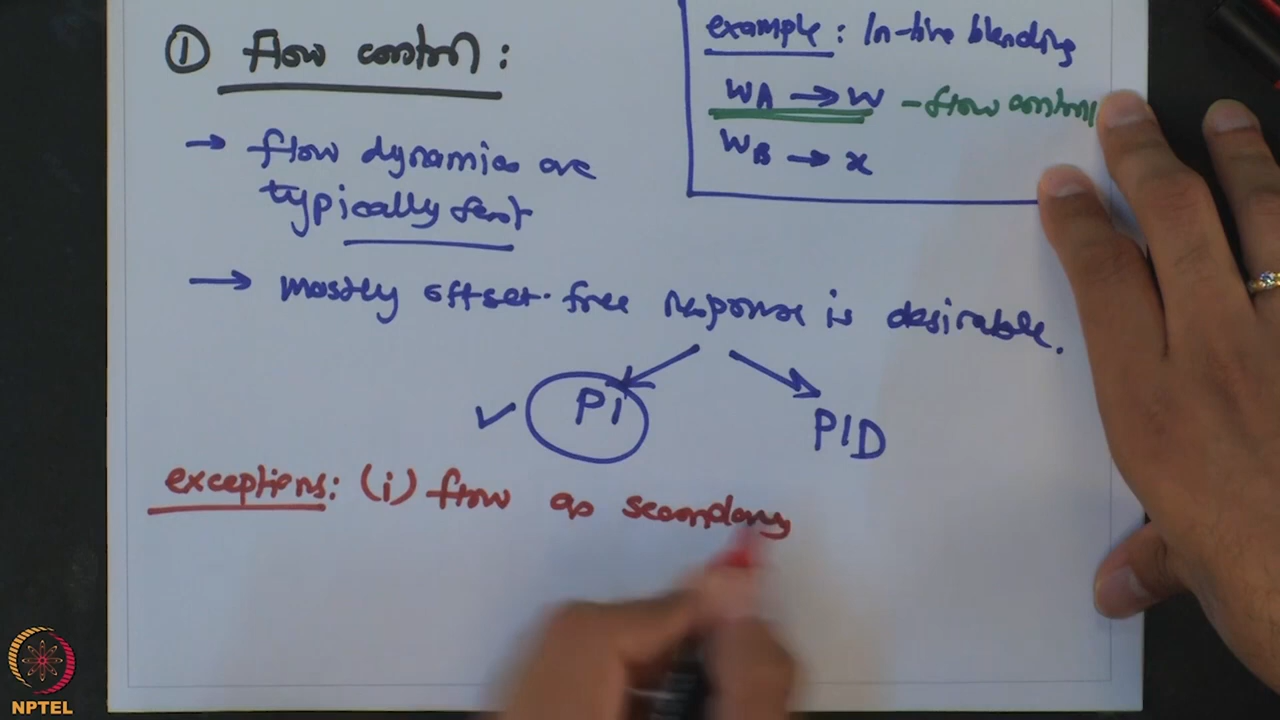 ① Flow control:
→ flow dynamics are
typically fast
example: In-line blending
WA → W - flow control
WB → x
→ mostly offset-free response is desirable.
✓ PI PID
exceptions: (i) flow as secondary
NPTEL